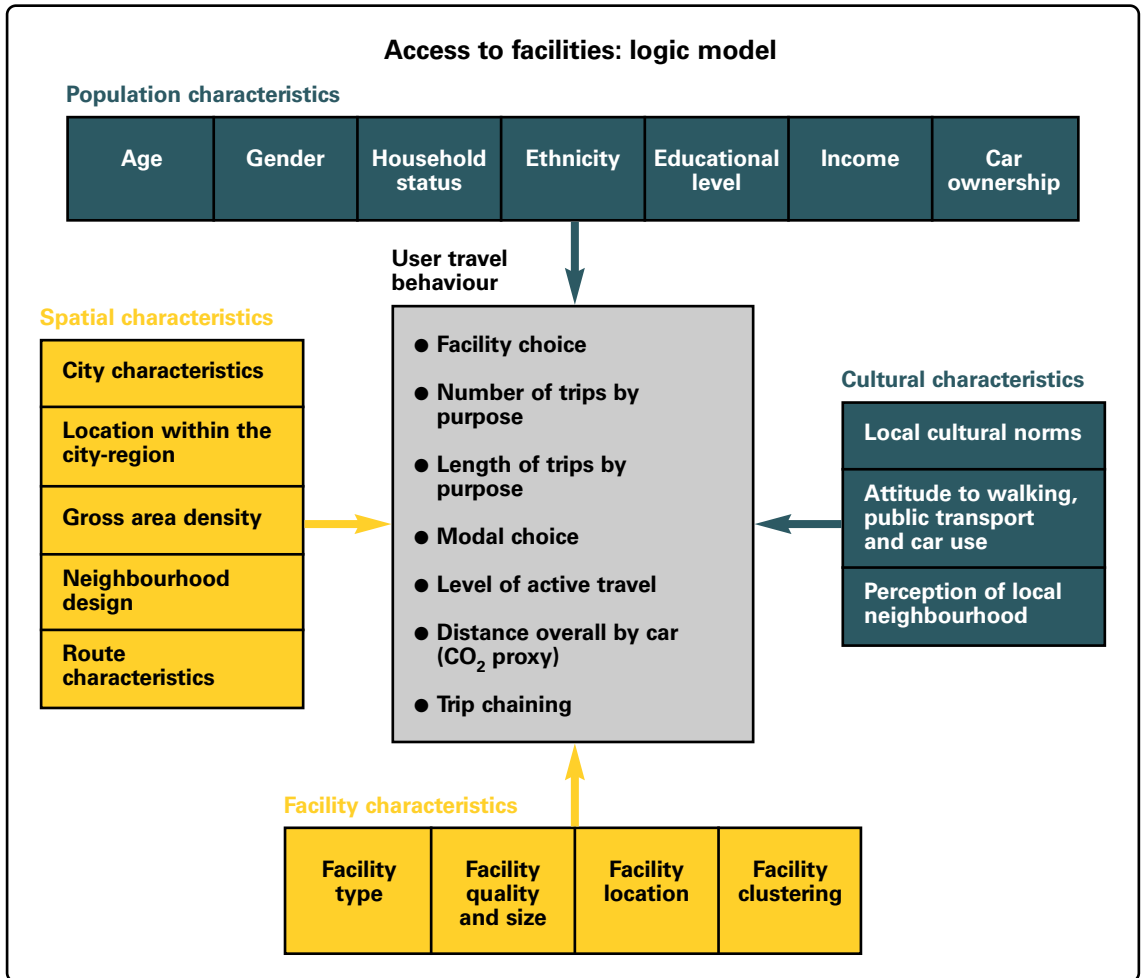 Access to facilities: logic model
Population characteristics
Age
Gender
Household
status
Ethnicity
Educational
level
Income
Car
ownership
User travel
behaviour
Spatial characteristics
City characteristics
Location within the
city-region
Gross area density
Neighbourhood
design
Route
characteristics
● Facility choice
● Number of trips by
purpose
● Length of trips by
purpose
● Modal choice
● Level of active travel
● Distance overall by car
(CO₂ proxy)
● Trip chaining
Cultural characteristics
Local cultural norms
Attitude to walking,
public transport
and car use
Perception of local
neighbourhood
Facility characteristics
Facility
type
Facility
quality
and size
Facility
location
Facility
clustering